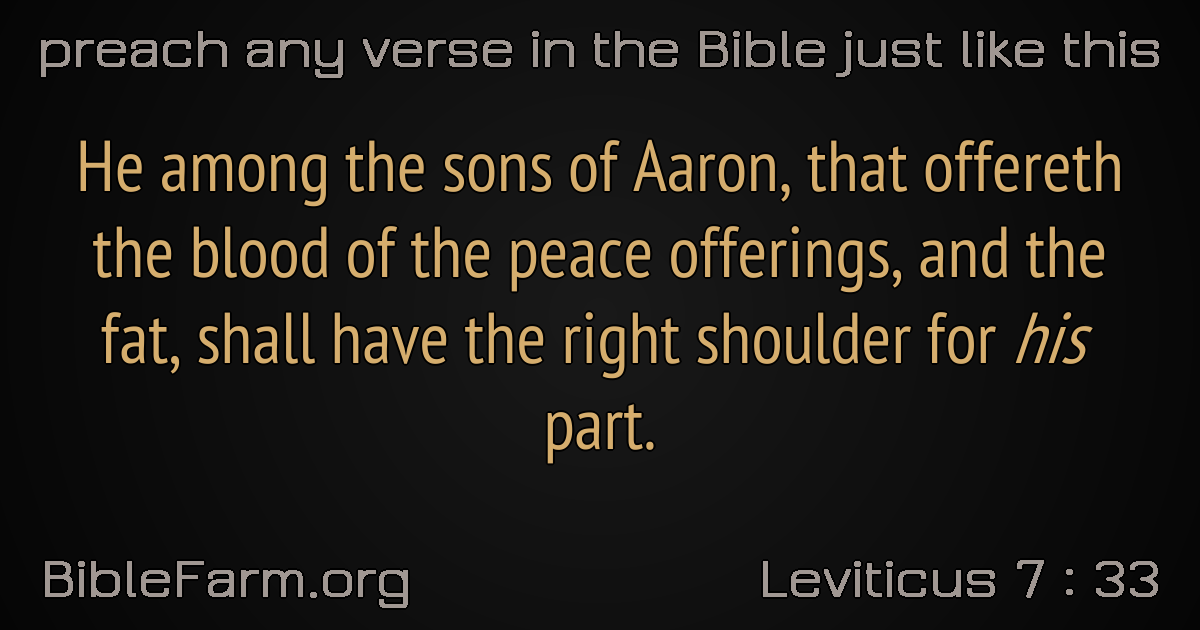 preach any verse in the Bible just like this
He among the sons of Aaron, that offereth
the blood of the peace offerings, and the
fat, shall have the right shoulder for his
part.
BibleFarm.org
Leviticus 7 : 33